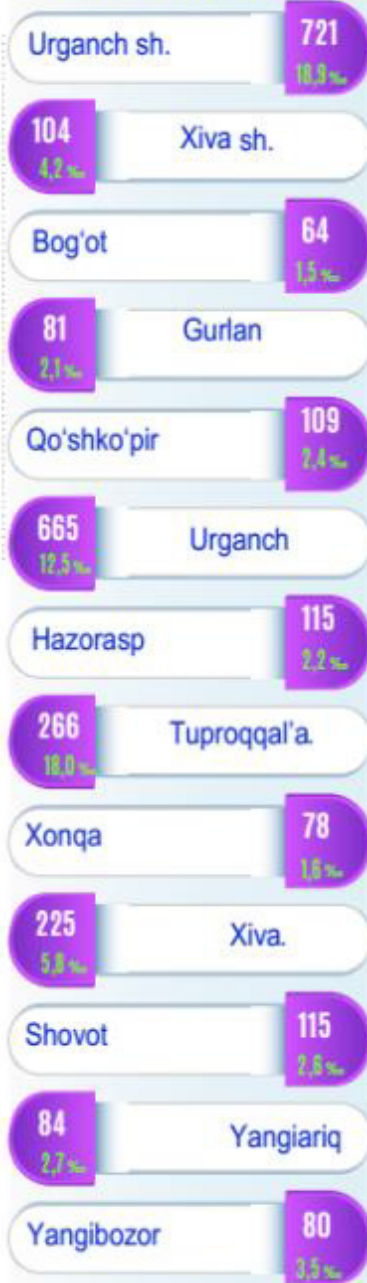 Urganch sh.
721
18,9 ‰
104
4,2 ‰
Xiva sh.
Bog‘ot
64
1,5 ‰
81
2,1 ‰
Gurlan
Qo‘shko‘pir
109
2,4 ‰
665
12,5 ‰
Urganch
Hazorasp
115
2,2 ‰
266
18,0 ‰
Tuproqqal’a.
Xonqa
78
1,6 ‰
225
5,8 ‰
Xiva.
Shovot
115
2,6 ‰
84
2,7 ‰
Yangiariq
Yangibozor
80
3,5 ‰